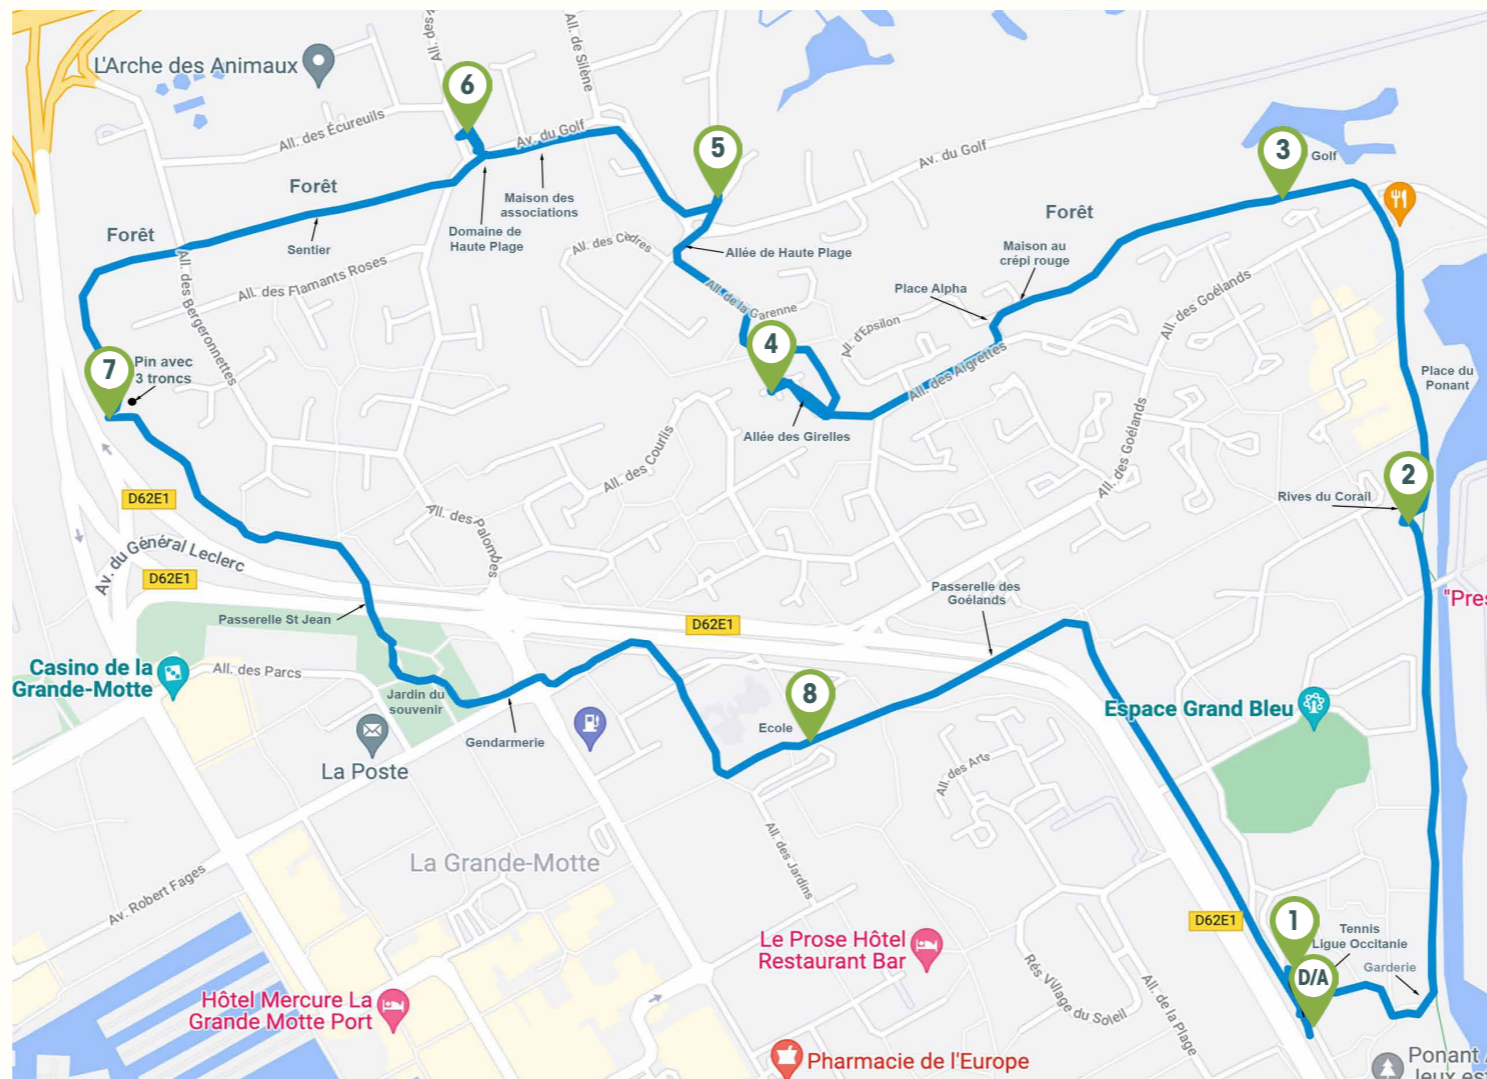 L'Arche des Animaux
All. des
All. de Silène
6
All. des Écureuils
Av. du Golf
5
Av. du Golf
3
Golf
Forêt
Maison des
associations
Forêt
Forêt
Sentier
Domaine de
Haute Plage
All. des Cèdres
Allée de Haute Plage
Maison au
crépi rouge
Place Alpha
All. des Bergeronnettes
All. des Flamants Roses
All. de la Garenne
All. d'Epsilon
All. des Goélands
4
7
Pin avec
3 troncs
All. des Aigrettes
Place du
Ponant
Allée des Girelles
All. des Courlis
All. des Goélands
2
Rives du Corail
D62E1
All. des Palombes
Av. du Général Leclerc
D62E1
Passerelle des
Goélands
"Pres
Passerelle St Jean
D62E1
Casino de la
Grande-Motte
All. des Parcs
Jardin du
souvenir
8
Ecole
Espace Grand Bleu
Gendarmerie
La Poste
All. des Arts
All. des Jardins
La Grande-Motte
Av. Robert Fages
D62E1
1
Tennis
Ligue Occitanie
Le Prose Hôtel
Restaurant Bar
D/A
Garderie
Rés Village du Soleil
All. de la Plage
Hôtel Mercure La
Grande Motte Port
Pharmacie de l'Europe
Ponant